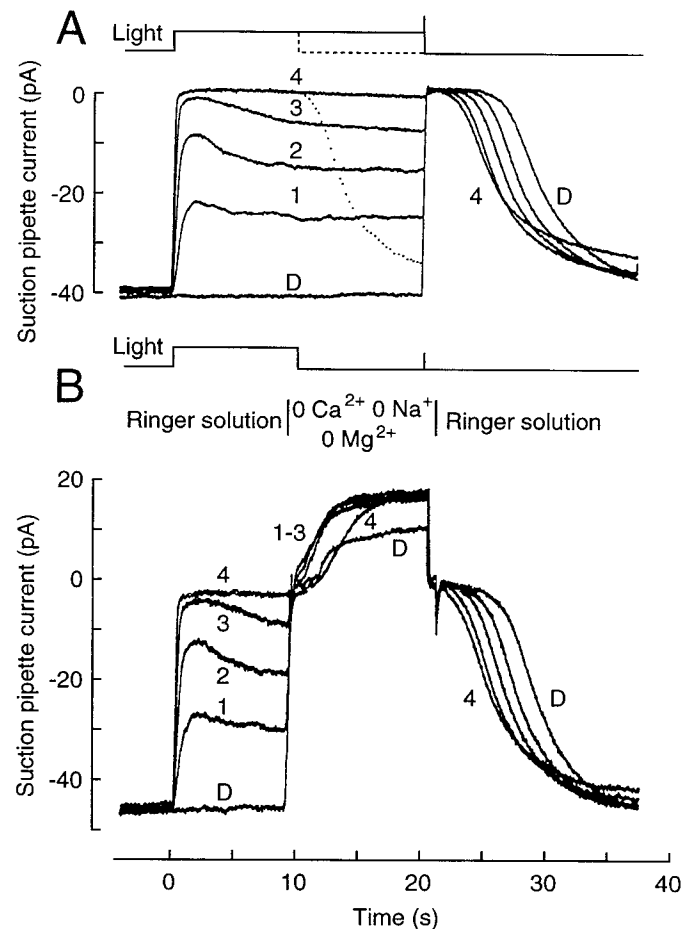 A
Light
Suction pipette current (pA)
0
-20
-40
4
3
2
1
D
4
D
Light
B
Ringer solution
0 Ca²⁺ 0 Na⁺
0 Mg²⁺
Ringer solution
Suction pipette current (pA)
20
0
-20
-40
4
3
2
1
D
1-3
4
D
4
D
0 10 20 30 40
Time (s)